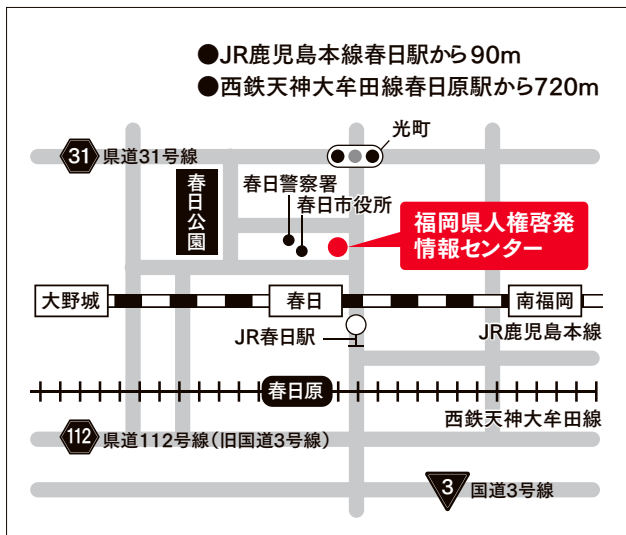 ●JR鹿児島本線春日駅から90m
●西鉄天神大牟田線春日原駅から720m
光町
31 県道31号線
春日公園
春日警察署
春日市役所
福岡県人権啓発
情報センター
大野城
春日
南福岡
JR春日駅
JR鹿児島本線
春日原
西鉄天神大牟田線
112 県道112号線(旧国道3号線)
3 国道3号線